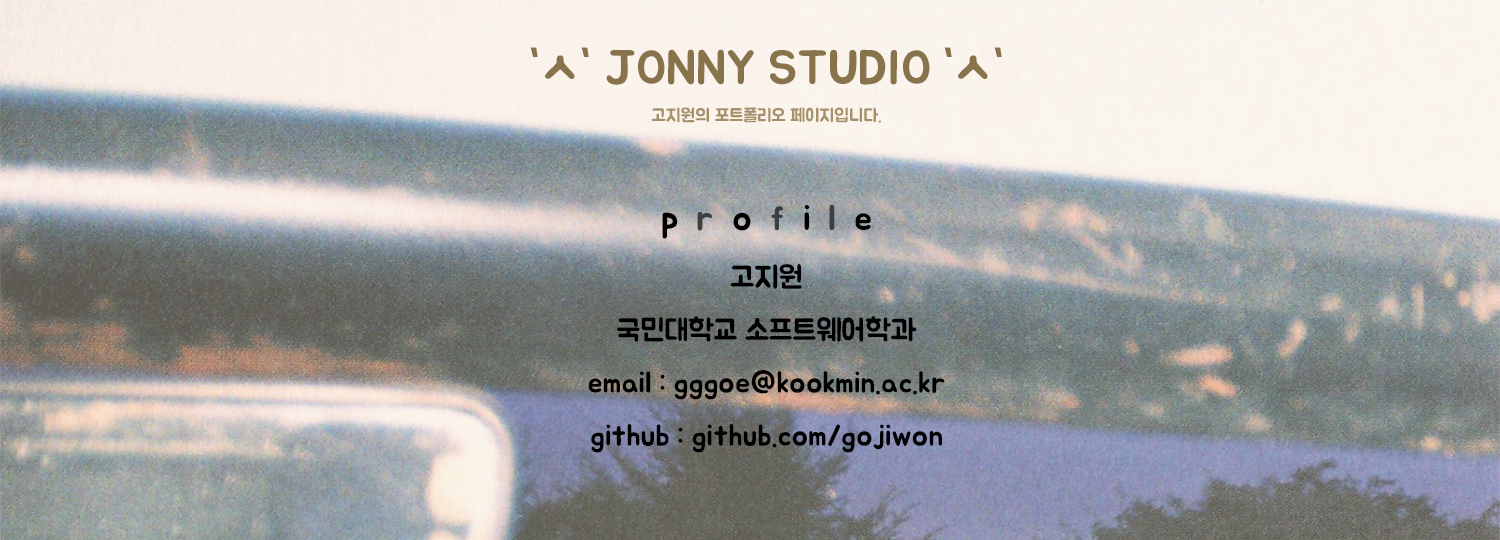 'ㅅ' JONNY STUDIO 'ㅅ'
고지원의 포트폴리오 페이지입니다.
profile
고지원
국민대학교 소프트웨어학과
email : gggoe@kookmin.ac.kr
github : github.com/gojiwon